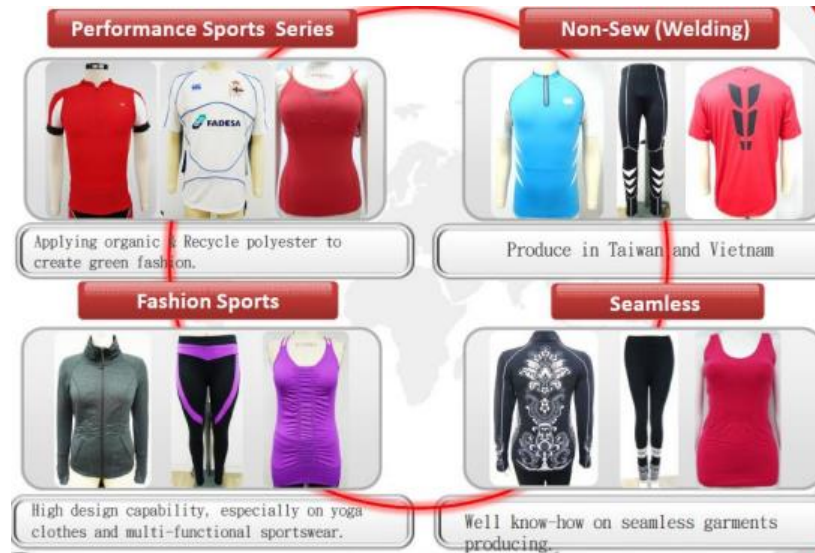 Performance Sports Series
FADESA
Applying organic & Recycle polyester to
create green fashion.
Non-Sew (Welding)
Produce in Taiwan and Vietnam
Fashion Sports
High design capability, especially on yoga
clothes and multi-functional sportswear.
Seamless
Well know-how on seamless garments
producing.